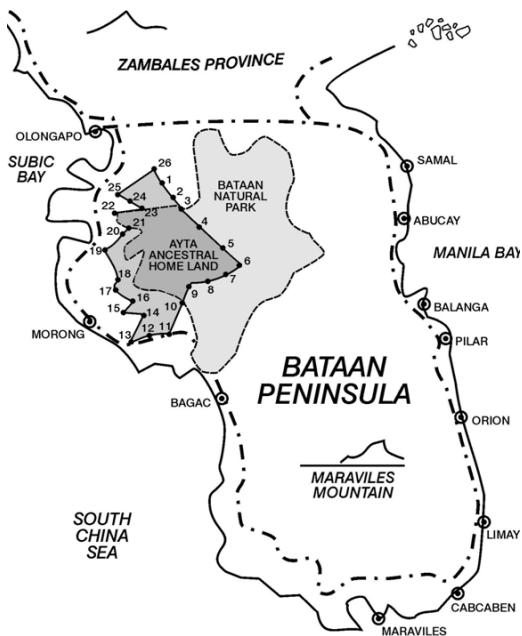 ZAMBALES PROVINCE
OLONGAPO
SUBIC
BAY
SAMAL
26
1
BATAAN
NATURAL
PARK
25
2
24
3
23
22
ABUCAY
4
21
20
AYTA
ANCESTRAL
HOME LAND
5
19
MANILA BAY
6
7
18
8
9
17
16
10
BALANGA
15
14
MORONG
13
12
11
PILAR
BATAAN
PENINSULA
BAGAC
ORION
MARAVILES
MOUNTAIN
SOUTH
CHINA
SEA
LIMAY
CABCABEN
MARAVILES